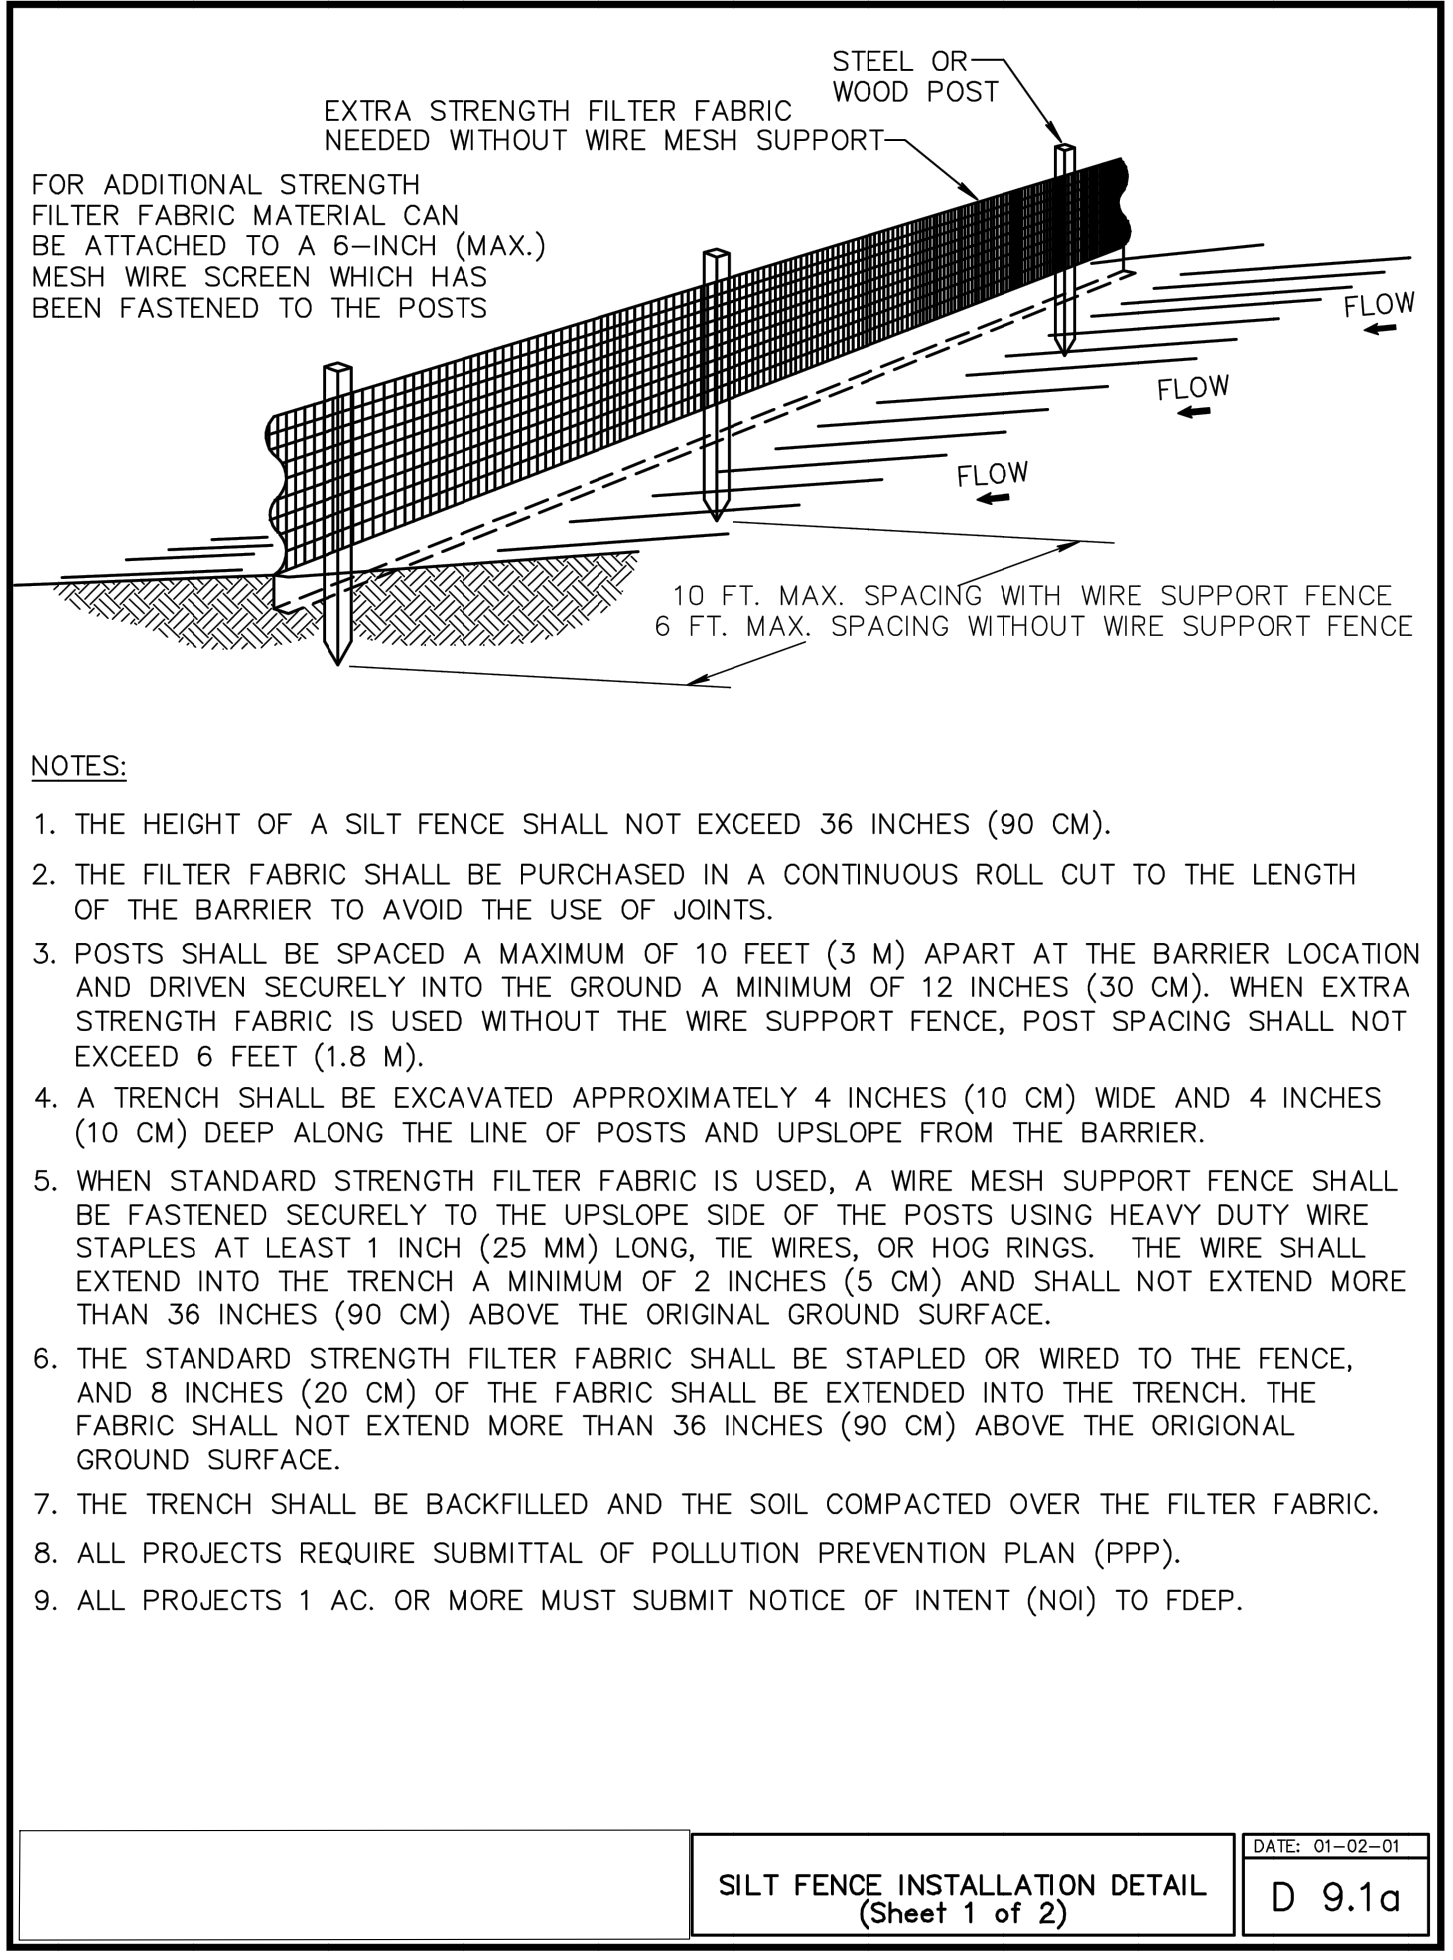 STEEL OR
WOOD POST
EXTRA STRENGTH FILTER FABRIC
NEEDED WITHOUT WIRE MESH SUPPORT
FOR ADDITIONAL STRENGTH
FILTER FABRIC MATERIAL CAN
BE ATTACHED TO A 6-INCH (MAX.)
MESH WIRE SCREEN WHICH HAS
BEEN FASTENED TO THE POSTS
FLOW
FLOW
FLOW
10 FT. MAX. SPACING WITH WIRE SUPPORT FENCE
6 FT. MAX. SPACING WITHOUT WIRE SUPPORT FENCE
NOTES:
1. THE HEIGHT OF A SILT FENCE SHALL NOT EXCEED 36 INCHES (90 CM).
2. THE FILTER FABRIC SHALL BE PURCHASED IN A CONTINUOUS ROLL CUT TO THE LENGTH
OF THE BARRIER TO AVOID THE USE OF JOINTS.
3. POSTS SHALL BE SPACED A MAXIMUM OF 10 FEET (3 M) APART AT THE BARRIER LOCATION
AND DRIVEN SECURELY INTO THE GROUND A MINIMUM OF 12 INCHES (30 CM). WHEN EXTRA
STRENGTH FABRIC IS USED WITHOUT THE WIRE SUPPORT FENCE, POST SPACING SHALL NOT
EXCEED 6 FEET (1.8 M).
4. A TRENCH SHALL BE EXCAVATED APPROXIMATELY 4 INCHES (10 CM) WIDE AND 4 INCHES
(10 CM) DEEP ALONG THE LINE OF POSTS AND UPSLOPE FROM THE BARRIER.
5. WHEN STANDARD STRENGTH FILTER FABRIC IS USED, A WIRE MESH SUPPORT FENCE SHALL
BE FASTENED SECURELY TO THE UPSLOPE SIDE OF THE POSTS USING HEAVY DUTY WIRE
STAPLES AT LEAST 1 INCH (25 MM) LONG, TIE WIRES, OR HOG RINGS. THE WIRE SHALL
EXTEND INTO THE TRENCH A MINIMUM OF 2 INCHES (5 CM) AND SHALL NOT EXTEND MORE
THAN 36 INCHES (90 CM) ABOVE THE ORIGINAL GROUND SURFACE.
6. THE STANDARD STRENGTH FILTER FABRIC SHALL BE STAPLED OR WIRED TO THE FENCE,
AND 8 INCHES (20 CM) OF THE FABRIC SHALL BE EXTENDED INTO THE TRENCH. THE
FABRIC SHALL NOT EXTEND MORE THAN 36 INCHES (90 CM) ABOVE THE ORIGIONAL
GROUND SURFACE.
7. THE TRENCH SHALL BE BACKFILLED AND THE SOIL COMPACTED OVER THE FILTER FABRIC.
8. ALL PROJECTS REQUIRE SUBMITTAL OF POLLUTION PREVENTION PLAN (PPP).
9. ALL PROJECTS 1 AC. OR MORE MUST SUBMIT NOTICE OF INTENT (NOI) TO FDEP.
SILT FENCE INSTALLATION DETAIL
(Sheet 1 of 2)
DATE: 01-02-01
D 9.1a